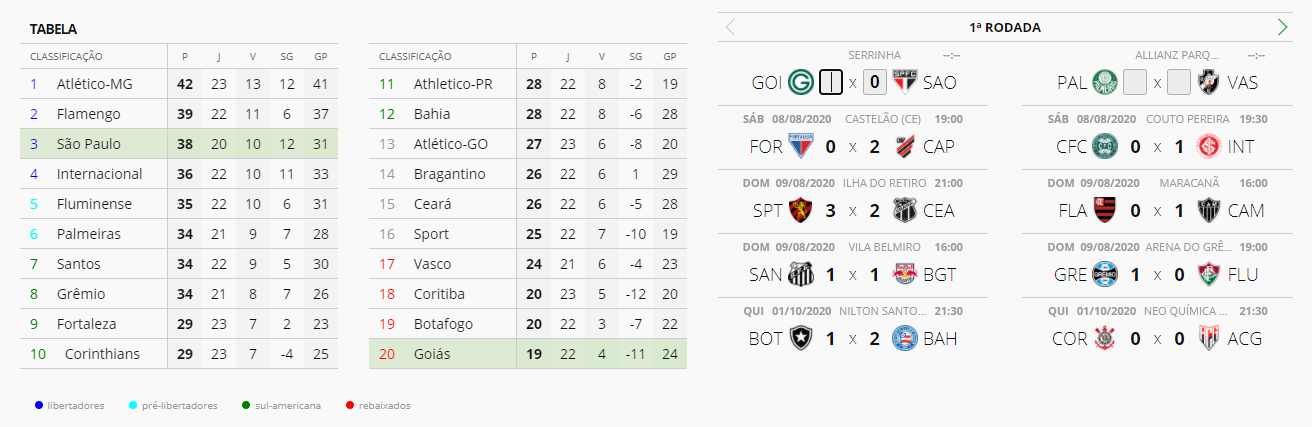 TABELA
CLASSIFICAÇÃO P J V SG GP
1 Atlético-MG 42 23 13 12 41
2 Flamengo 39 22 11 6 37
3 São Paulo 38 20 10 12 31
4 Internacional 36 22 10 11 33
5 Fluminense 35 22 10 6 31
6 Palmeiras 34 21 9 7 28
7 Santos 34 22 9 5 30
8 Grêmio 34 21 8 7 26
9 Fortaleza 29 23 7 2 23
10 Corinthians 29 23 7 -4 25
CLASSIFICAÇÃO P J V SG GP
11 Athletico-PR 28 22 8 -2 19
12 Bahia 28 22 8 -6 28
13 Atlético-GO 27 23 6 -8 20
14 Bragantino 26 22 6 1 29
15 Ceará 26 22 6 -5 28
16 Sport 25 22 7 -10 19
17 Vasco 24 21 6 -4 23
18 Coritiba 20 23 5 -12 20
19 Botafogo 20 22 3 -7 22
20 Goiás 19 22 4 -11 24
libertadores pré-libertadores sul-americana rebaixados
1ª RODADA
SERRINHA --:--
GOI x 0 SAO
ALLIANZ PARQ... --:--
PAL x VAS
SÁB 08/08/2020 CASTELÃO (CE) 19:00
FOR 0 x 2 CAP
SÁB 08/08/2020 COUTO PEREIRA 19:30
CFC 0 x 1 INT
DOM 09/08/2020 ILHA DO RETIRO 21:00
SPT 3 x 2 CEA
DOM 09/08/2020 MARACANÃ 16:00
FLA 0 x 1 CAM
DOM 09/08/2020 VILA BELMIRO 16:00
SAN 1 x 1 BGT
DOM 09/08/2020 ARENA DO GRÊ... 19:00
GRE 1 x 0 FLU
QUI 01/10/2020 NILTON SANTO... 21:30
BOT 1 x 2 BAH
QUI 01/10/2020 NEO QUÍMICA ... 21:30
COR 0 x 0 ACG